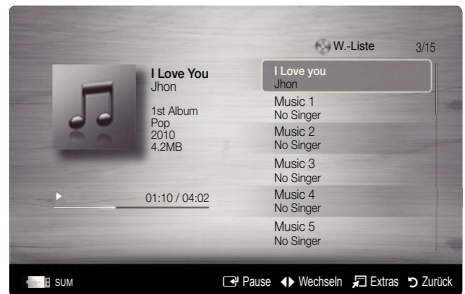 W.-Liste 3/15
I Love You
Jhon
1st Album
Pop
2010
4.2MB
01:10 / 04:02
I Love you
Jhon
Music 1
No Singer
Music 2
No Singer
Music 3
No Singer
Music 4
No Singer
Music 5
No Singer
SUM Pause Wechseln Extras Zurück